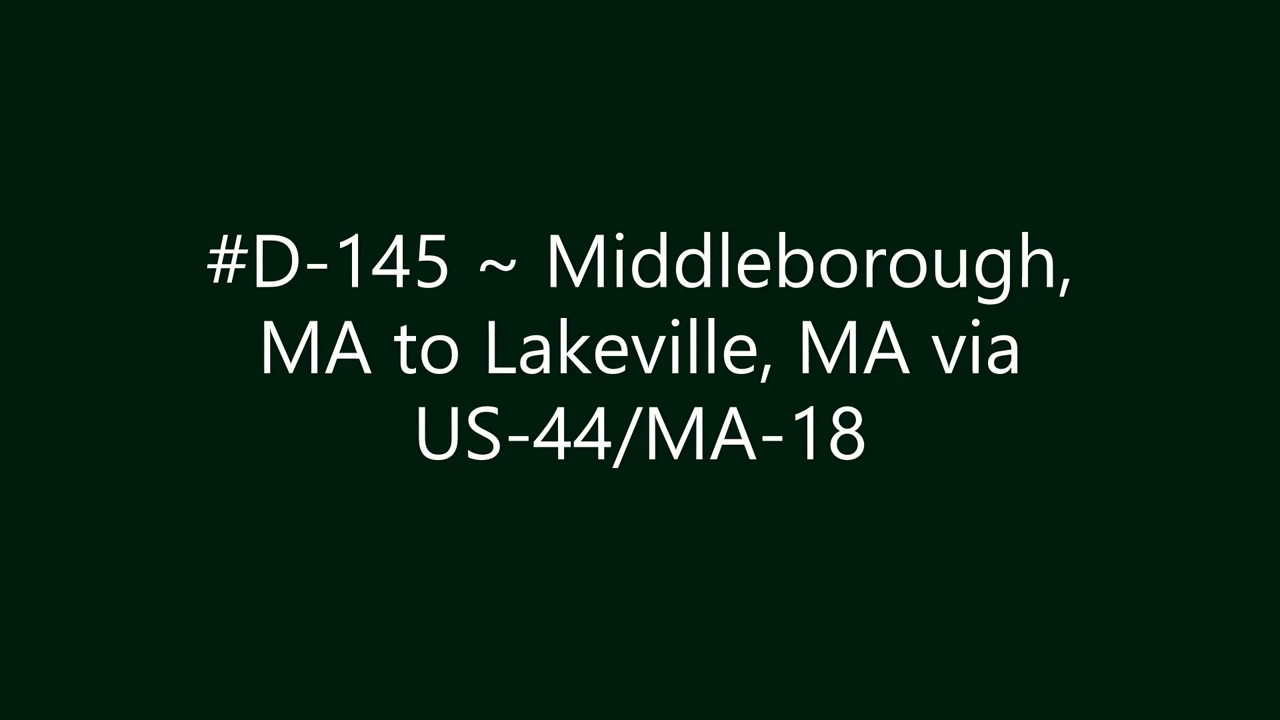 #D-145 ~ Middleborough,
MA to Lakeville, MA via
US-44/MA-18